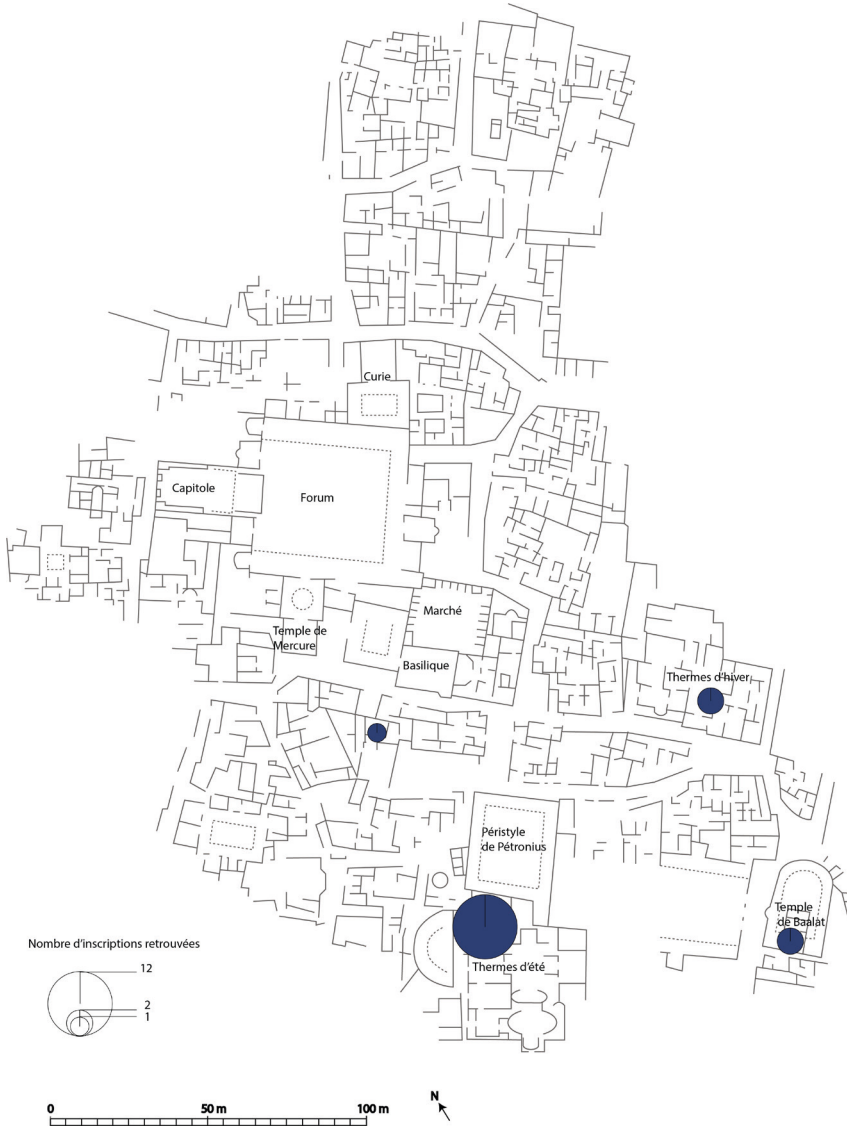 Curie
Capitole
Forum
Marché
Temple de
Mercure
Basilique
Thermes d'hiver
Péristyle
de Pétronius
Temple
de Baalat
Thermes d'été
Nombre d'inscriptions retrouvées
12
2
1
N
0 50 m 100 m